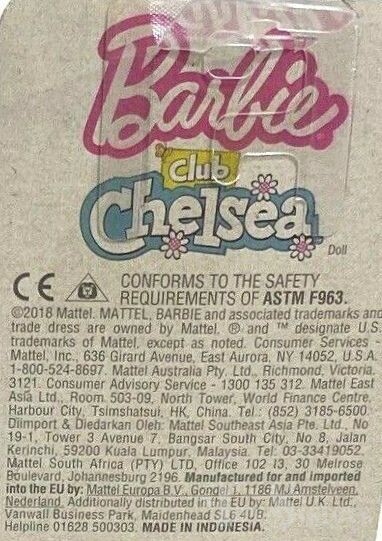 Barbie
club
Chelsea
Doll
CE CONFORMS TO THE SAFETY
REQUIREMENTS OF ASTM F963.
©2018 Mattel. MATTEL, BARBIE and associated trademarks and
trade dress are owned by Mattel. ® and ™ designate U.S.
trademarks of Mattel, except as noted. Consumer Services -
Mattel, Inc., 636 Girard Avenue, East Aurora, NY 14052, U.S.A.
1-800-524-8697. Mattel Australia Pty. Ltd., Richmond, Victoria.
3121. Consumer Advisory Service - 1300 135 312. Mattel East
Asia Ltd., Room. 503-09, North Tower, World Finance Centre,
Harbour City, Tsimshatsui, HK, China. Tel.: (852) 3185-6500.
Diimport & Diedarkan Oleh: Mattel Southeast Asia Pte. Ltd., No
19-1, Tower 3 Avenue 7, Bangsar South City, No 8, Jalan
Kerinchi, 59200 Kuala Lumpur, Malaysia. Tel: 03-33419052.
Mattel South Africa (PTY) LTD, Office 102 I3, 30 Melrose
Boulevard, Johannesburg 2196. Manufactured for and imported
into the EU by: Mattel Europa B.V., Gondel 1, 1186 MJ Amstelveen,
Nederland. Additionally distributed in the EU by: Mattel U.K. Ltd.,
Vanwall Business Park, Maidenhead SL6 4UB.
Helpline 01628 500303. MADE IN INDONESIA.